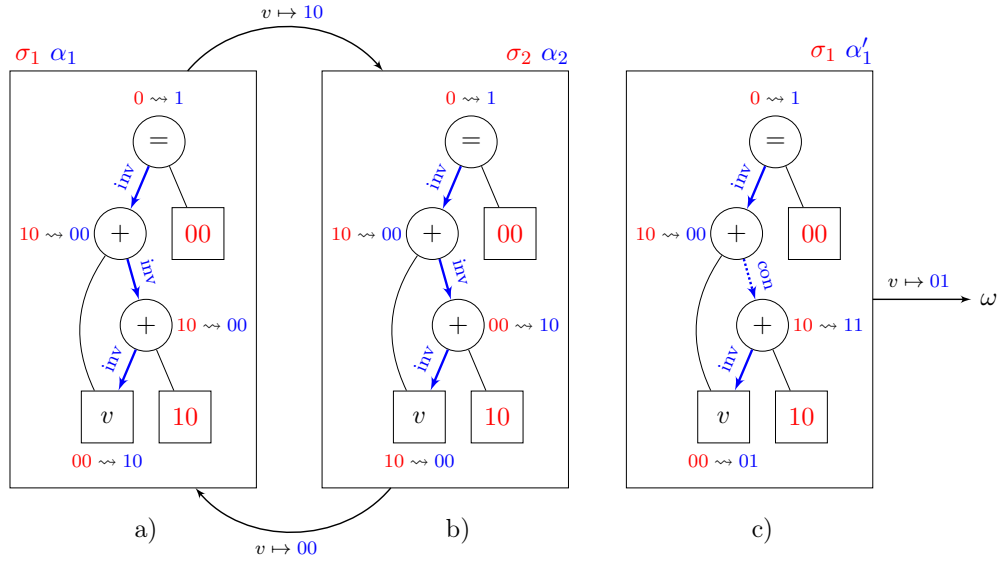 v ↦ 10
σ₁ α₁
σ₂ α₂
σ₁ α′₁
0 ⇝ 1
0 ⇝ 1
0 ⇝ 1
=
=
=
inv
inv
inv
10 ⇝ 00
+
00
10 ⇝ 00
+
00
10 ⇝ 00
+
00
inv
inv
con
v ↦ 01
ω
+
10 ⇝ 00
+
00 ⇝ 10
+
10 ⇝ 11
inv
inv
inv
v
10
v
10
v
10
00 ⇝ 10
10 ⇝ 00
00 ⇝ 01
a)
b)
c)
v ↦ 00